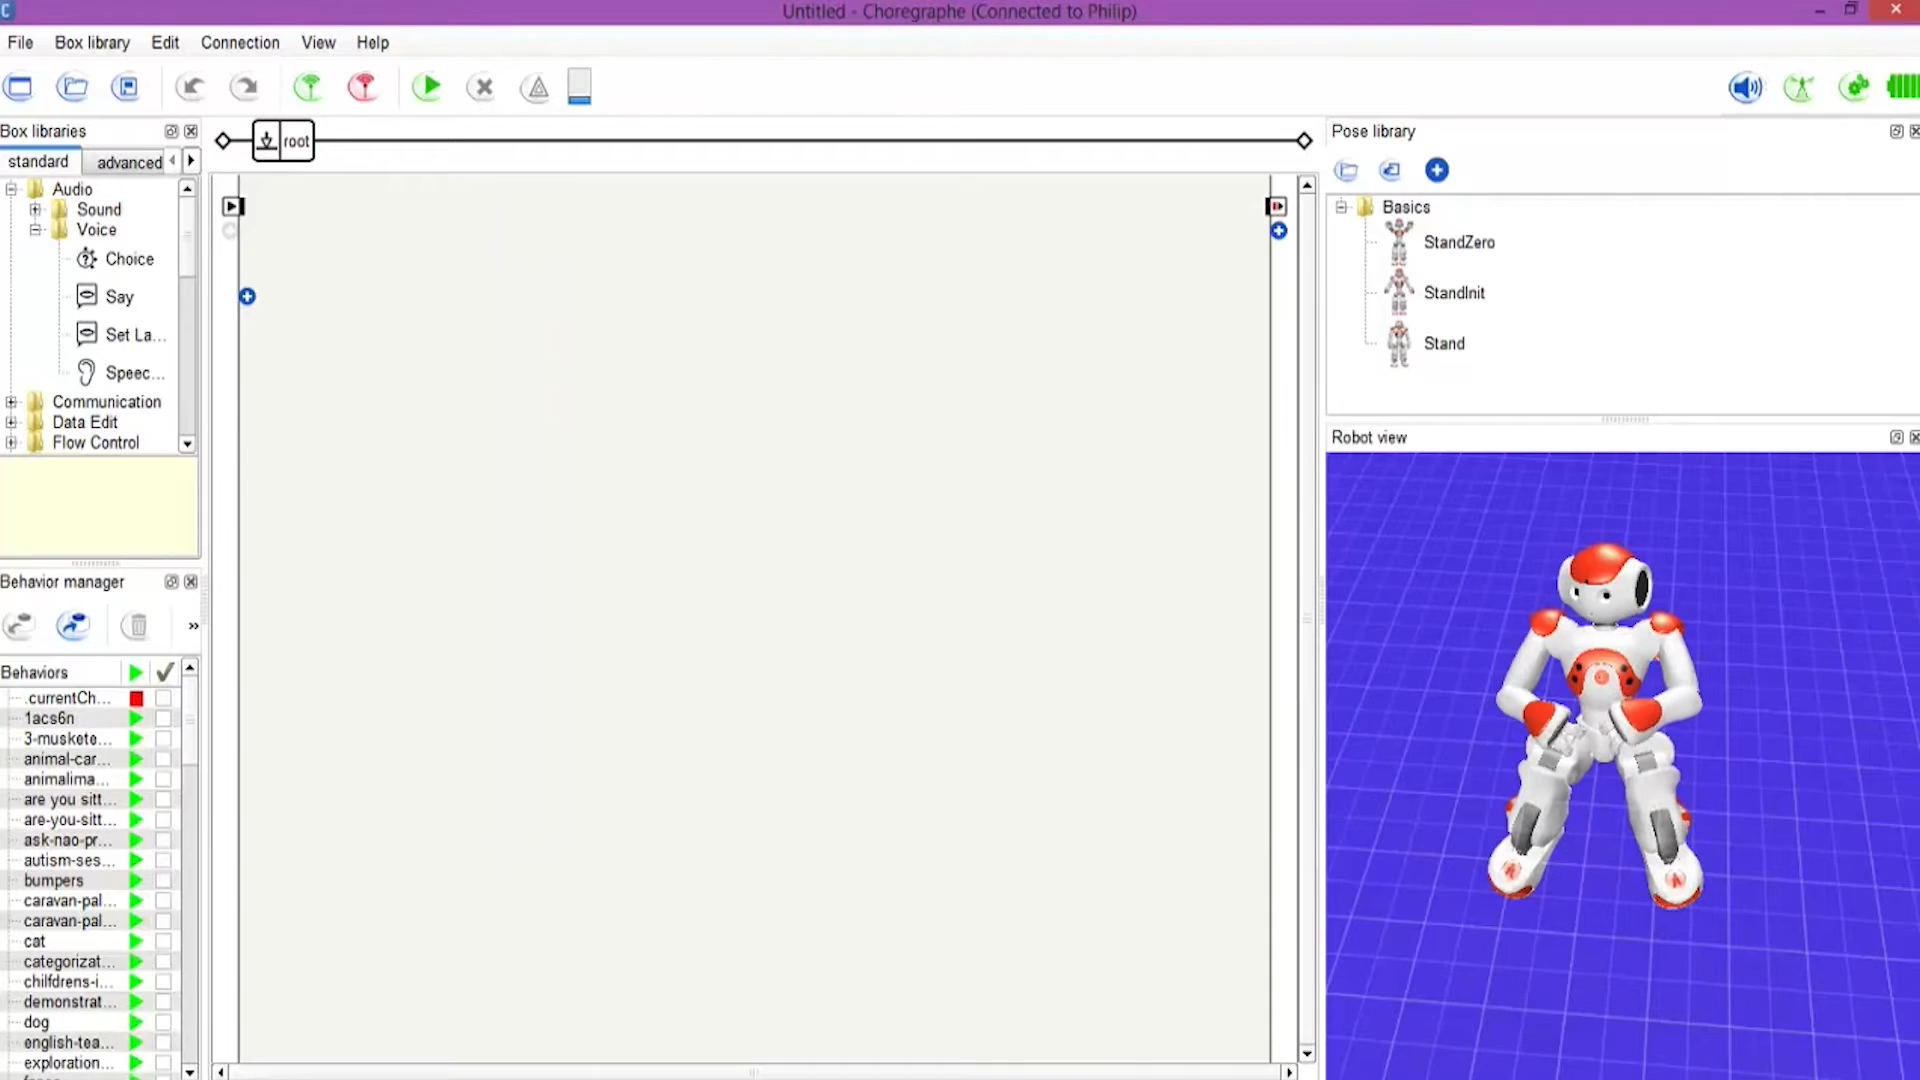 Untitled - Choregraphe (Connected to Philip)
File Box library Edit Connection View Help
Box libraries
standard advanced
Audio
Sound
Voice
Choice
Say
Set La...
Speec...
Communication
Data Edit
Flow Control
root
Pose library
Basics
StandZero
StandInit
Stand
Robot view
Behavior manager
Behaviors
.currentCh...
1acs6n
3-muskete...
animal-car...
animalima...
are you sitt...
are-you-sitt...
ask-nao-pr...
autism-ses...
bumpers
caravan-pal...
caravan-pal...
cat
categorizat...
chilfdrens-i...
demonstrat...
dog
english-tea...
exploration...